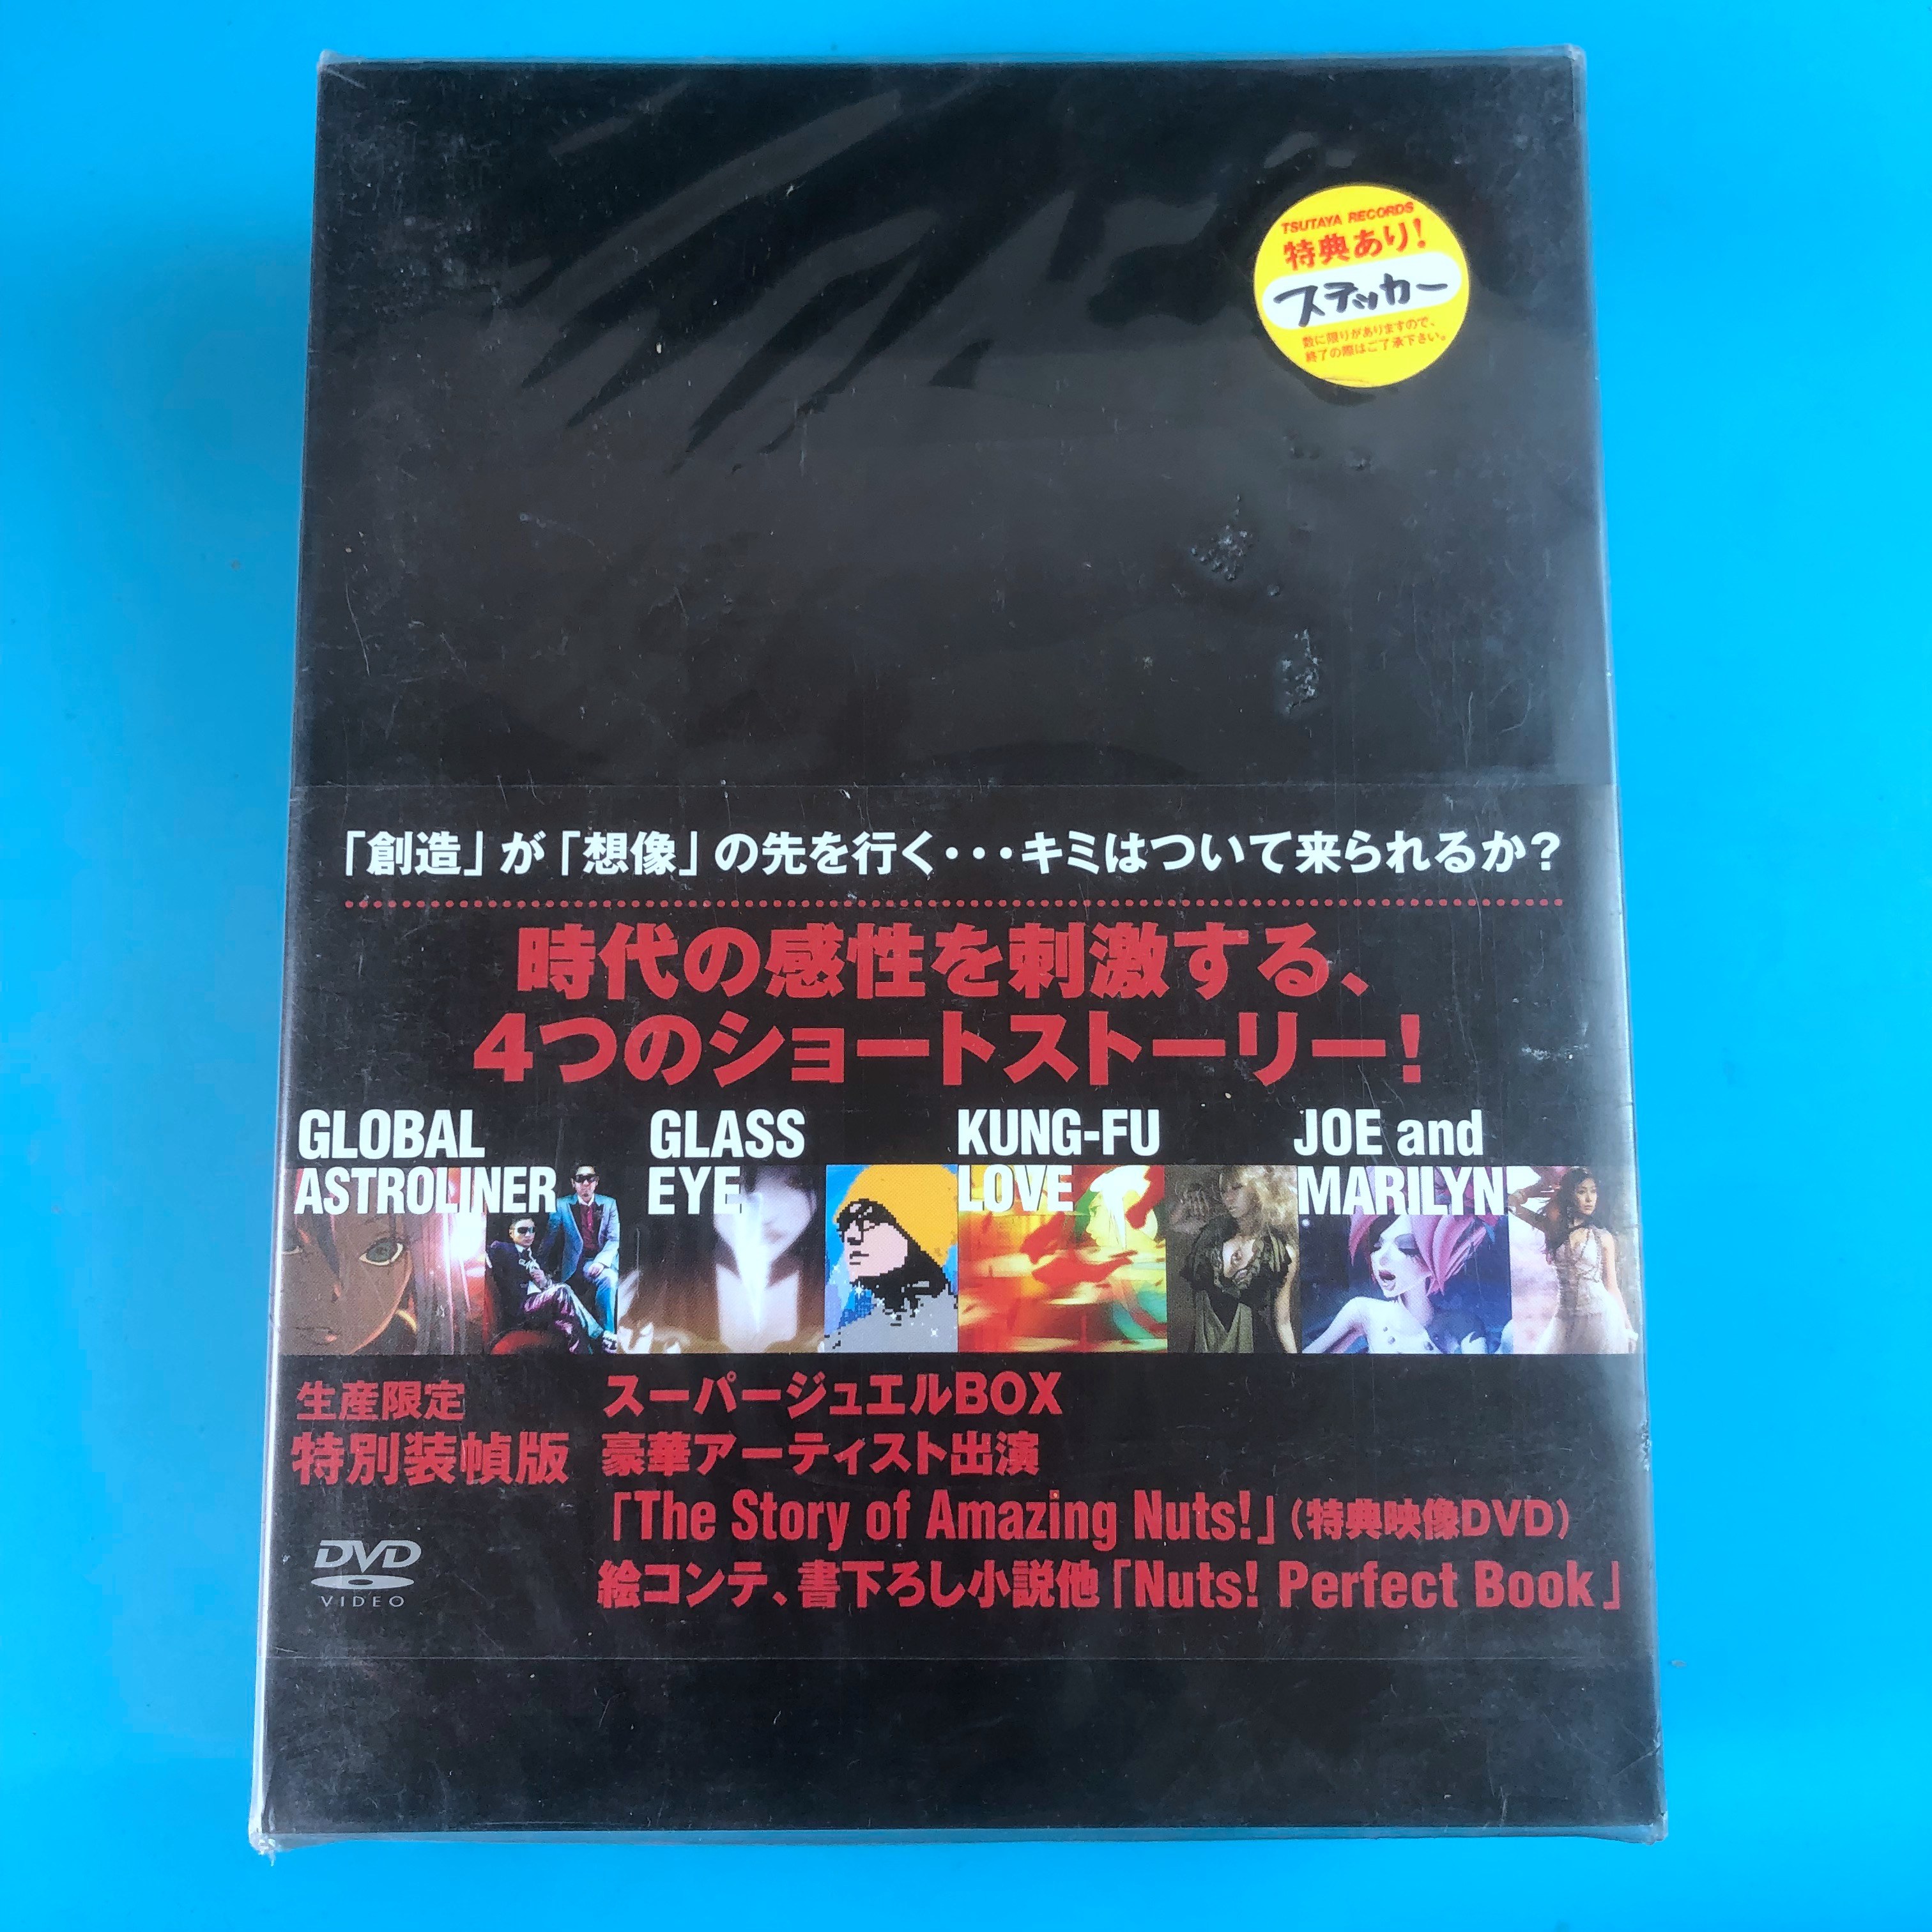 TSUTAYA RECORDS
特典あり!
ステッカー
数に限りがありますので、
終了の際はご了承下さい。
「創造」が「想像」の先を行く・・・キミはついて来られるか?
時代の感性を刺激する、
4つのショートストーリー!
GLOBAL
ASTROLINER
GLASS
EYE
KUNG-FU
LOVE
JOE and
MARILYN
生産限定
特別装幀版
スーパージュエルBOX
豪華アーティスト出演
「The Story of Amazing Nuts!」(特典映像DVD)
絵コンテ、書下ろし小説他「Nuts! Perfect Book」
DVD
VIDEO